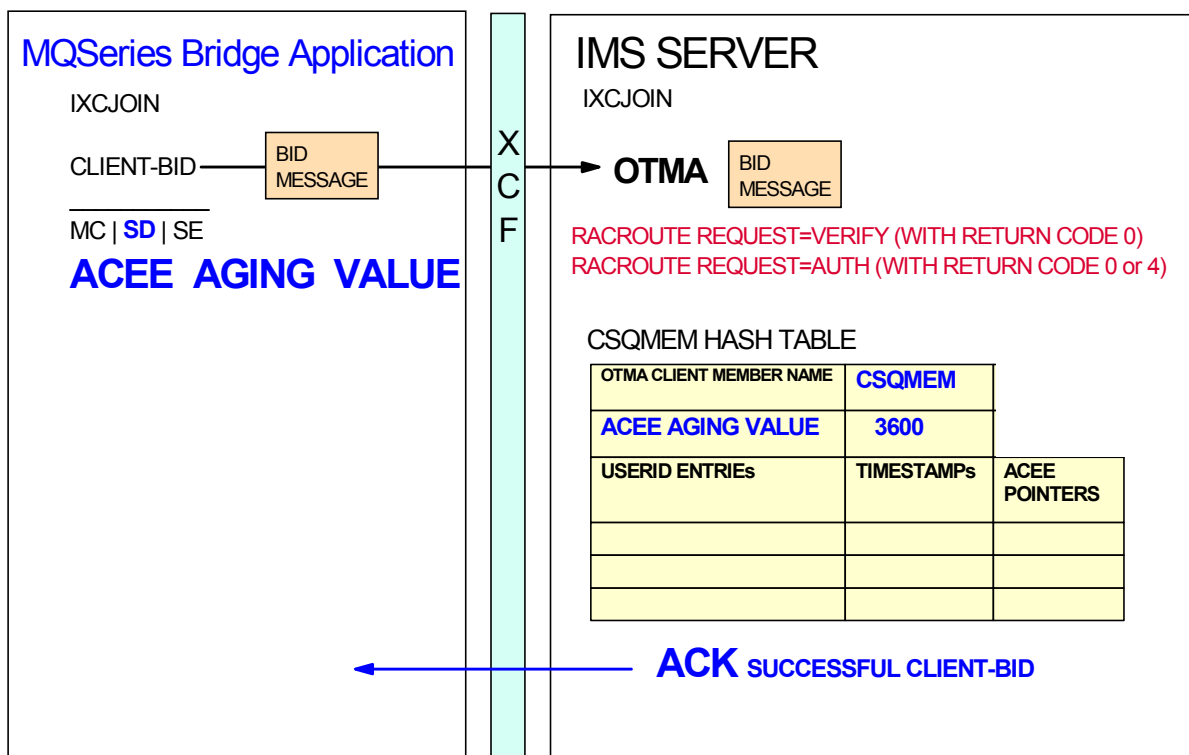 MQSeries Bridge Application
IXCJOIN
CLIENT-BID
BID
MESSAGE
MC | SD | SE
ACEE AGING VALUE
X
C
F
IMS SERVER
IXCJOIN
OTMA
BID
MESSAGE
RACROUTE REQUEST=VERIFY (WITH RETURN CODE 0)
RACROUTE REQUEST=AUTH (WITH RETURN CODE 0 or 4)
CSQMEM HASH TABLE
OTMA CLIENT MEMBER NAME CSQMEM
ACEE AGING VALUE 3600
USERID ENTRIEs TIMESTAMPs ACEE
POINTERS
ACK SUCCESSFUL CLIENT-BID